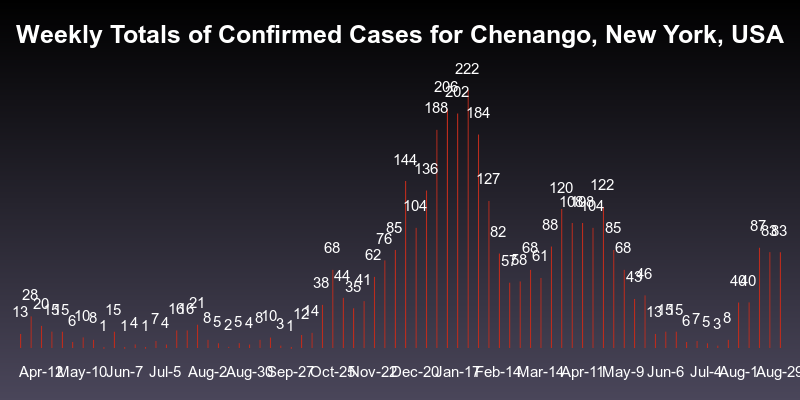 Weekly Totals of Confirmed Cases for Chenango, New York, USA
13 28 20 15 15 6 10 8 1 15 1 4 1 7 4 16 16 21 8 5 2 5 4 8 10 3 1 12 14 38 68 44 35 41 62 76 85 144 104 136 188 206 202 222 184 127 82 57 58 68 61 88 120 108 108 104 122 85 68 43 46 13 15 15 6 7 5 3 8 40 40 87 83 83
Apr-12 May-10 Jun-7 Jul-5 Aug-2 Aug-30 Sep-27 Oct-25 Nov-22 Dec-20 Jan-17 Feb-14 Mar-14 Apr-11 May-9 Jun-6 Jul-4 Aug-1 Aug-29